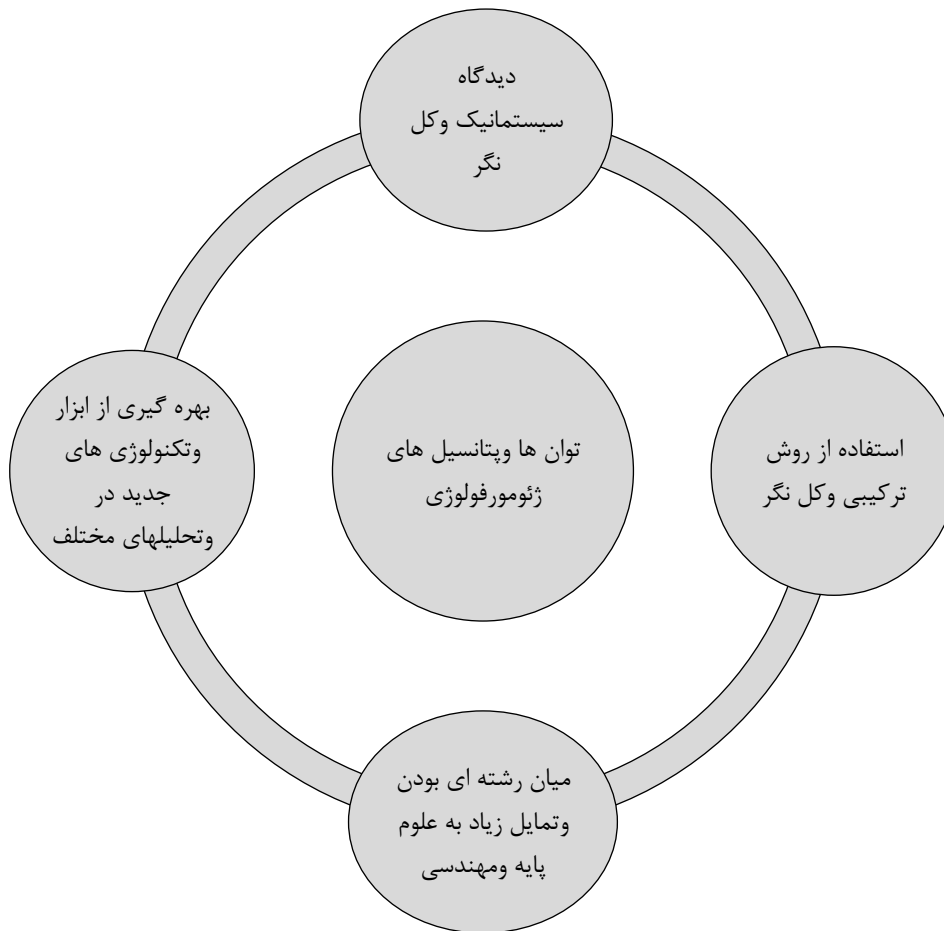 دیدگاه
سیستمانیک وکل
نگر
استفاده از روش
ترکیبی وکل نگر
توان ها وپتانسیل های
ژئومورفولوژی
بهره گیری از ابزار
وتکنولوژی های
جدید در
وتحلیلهای مختلف
میان رشته ای بودن
وتمایل زیاد به علوم
پایه ومهندسی